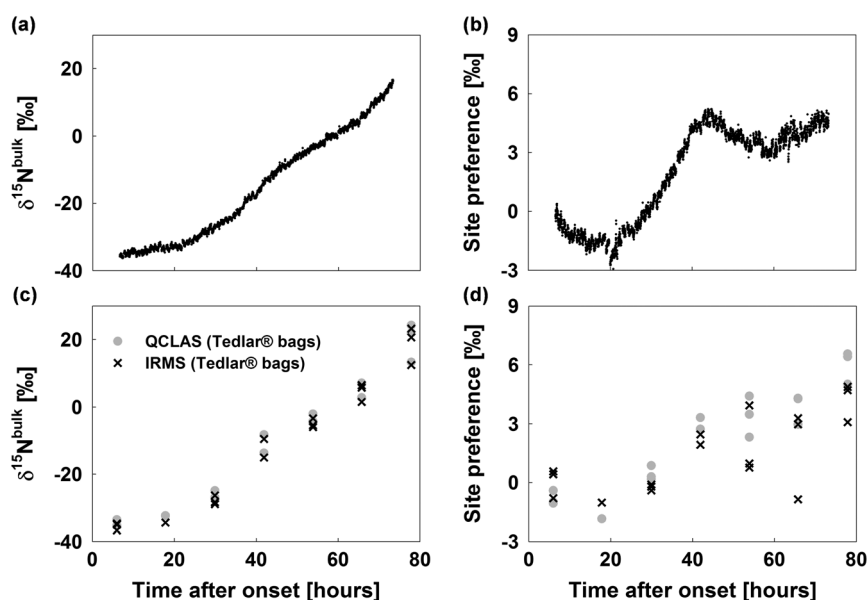 (a)
δ¹⁵Nᵇᵘˡᵏ [‰]
20
0
-20
-40
(b)
Site preference [‰]
9
6
3
0
-3
(c)
δ¹⁵Nᵇᵘˡᵏ [‰]
20
0
-20
-40
QCLAS (Tedlar® bags)
IRMS (Tedlar® bags)
0 20 40 60 80
Time after onset [hours]
(d)
Site preference [‰]
9
6
3
0
-3
0 20 40 60 80
Time after onset [hours]